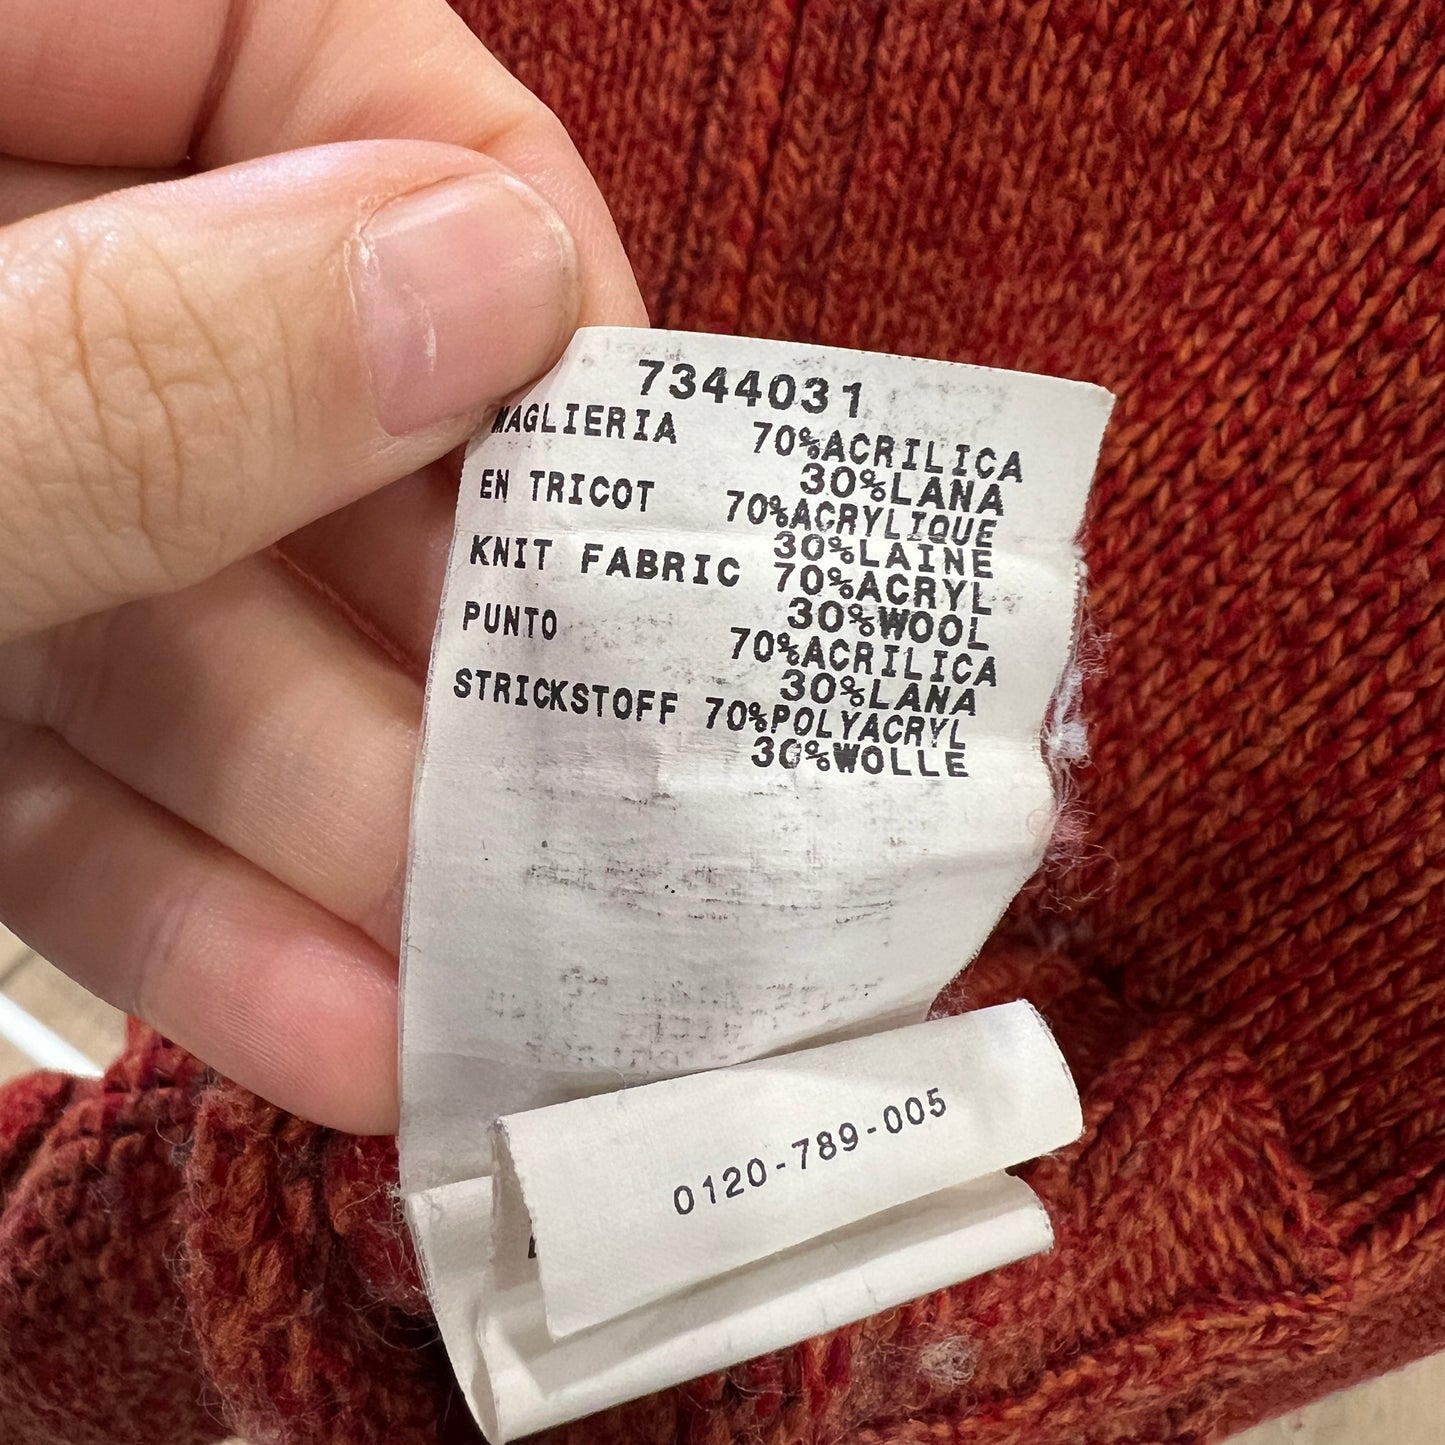 7344031
MAGLIERIA 70%ACRILICA
30%LANA
EN TRICOT 70%ACRYLIQUE
30%LAINE
KNIT FABRIC 70%ACRYL
30%WOOL
PUNTO 70%ACRILICA
30%LANA
STRICKSTOFF 70%POLYACRYL
30%WOLLE
0120-789-005